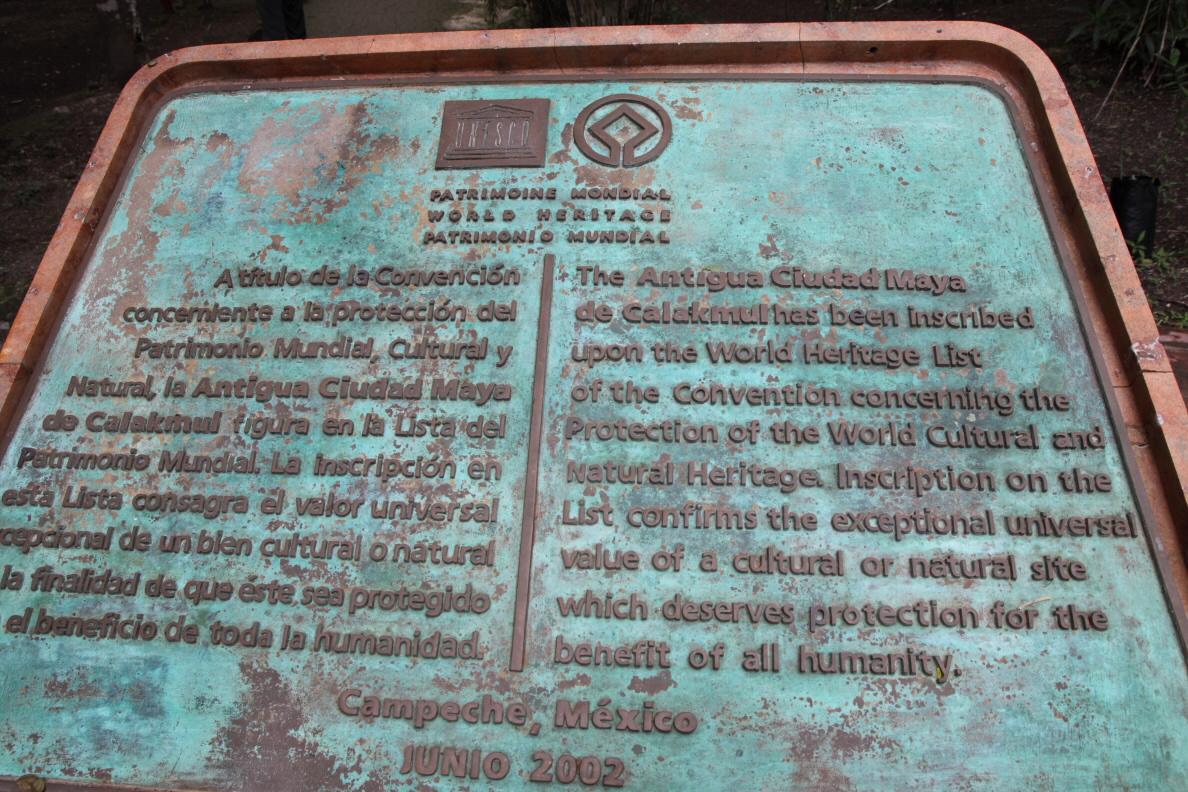 UNESCO
PATRIMOINE MONDIAL
WORLD HERITAGE
PATRIMONIO MUNDIAL
A título de la Convención
concerniente a la protección del
Patrimonio Mundial, Cultural y
Natural, la Antigua Ciudad Maya
de Calakmul figura en la Lista del
Patrimonio Mundial. La inscripción en
esta Lista consagra el valor universal
cepcional de un bien cultural o natural
la finalidad de que éste sea protegido
el beneficio de toda la humanidad.
The Antigua Ciudad Maya
de Calakmul has been inscribed
upon the World Heritage List
of the Convention concerning the
Protection of the World Cultural and
Natural Heritage. Inscription on the
List confirms the exceptional universal
value of a cultural or natural site
which deserves protection for the
benefit of all humanity.
Campeche, México
JUNIO 2002